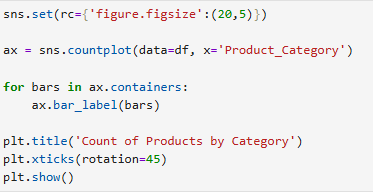 sns.set(rc={'figure.figsize':(20,5)})
ax = sns.countplot(data=df, x='Product_Category')
for bars in ax.containers:
    ax.bar_label(bars)
plt.title('Count of Products by Category')
plt.xticks(rotation=45)
plt.show()